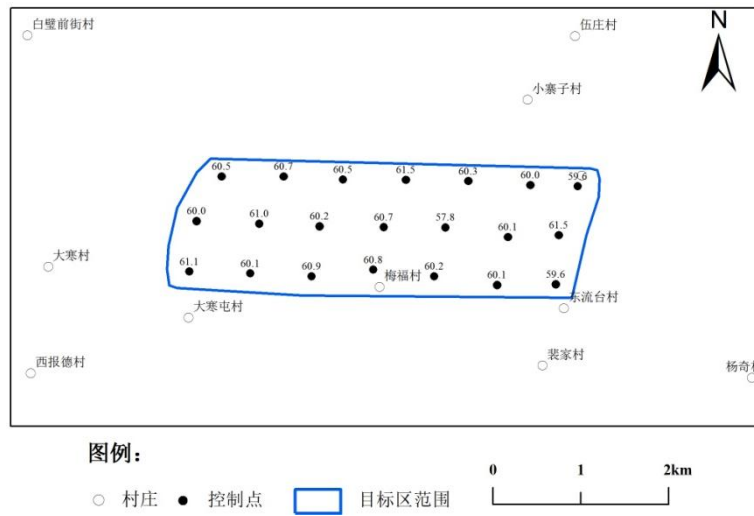 白璧前街村
伍庄村
N
小寨子村
60.5 60.7 60.5 61.5 60.3 60.0 59.6
60.0 61.0 60.2 60.7 57.8 60.1 61.5
61.1 60.1 60.9 60.8 60.2 60.1 59.6
大寒村
梅福村
大寒屯村
东流台村
西报德村
裴家村
杨奇村
图例：
0 1 2km
村庄 控制点 目标区范围